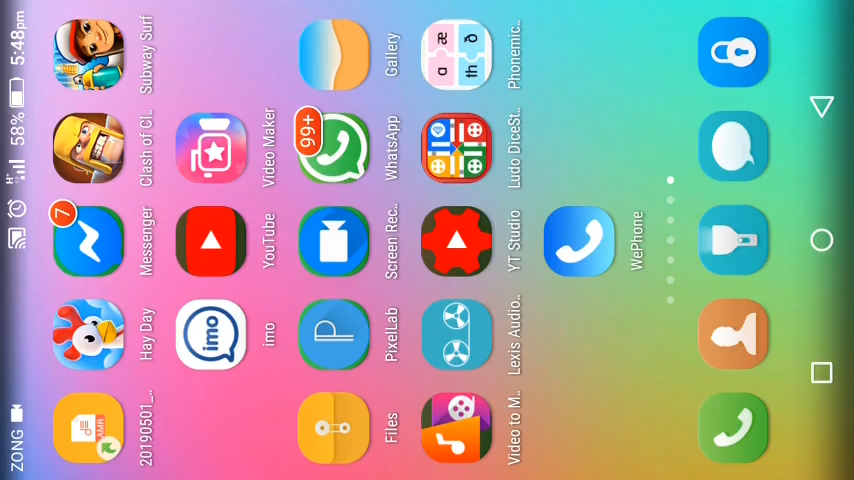 ZONG H+ 58% 5:48pm
AMR
7
20190501_.. Hay Day Messenger Clash of Cl.. Subway Surf
imo
imo YouTube Video Maker
P
99+
Files PixelLab Screen Rec.. WhatsApp Gallery
a æ
th ð
Video to M.. Lexis Audio.. YT Studio Ludo DiceSt.. Phonemic..
WePhone